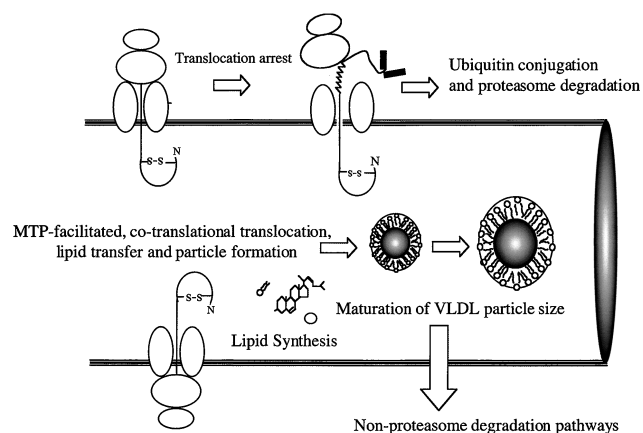 Translocation arrest
Ubiquitin conjugation
and proteasome degradation
N
S-S
N
S-S
MTP-facilitated, co-translational translocation,
lipid transfer and particle formation
S-S
N
Maturation of VLDL particle size
Lipid Synthesis
Non-proteasome degradation pathways